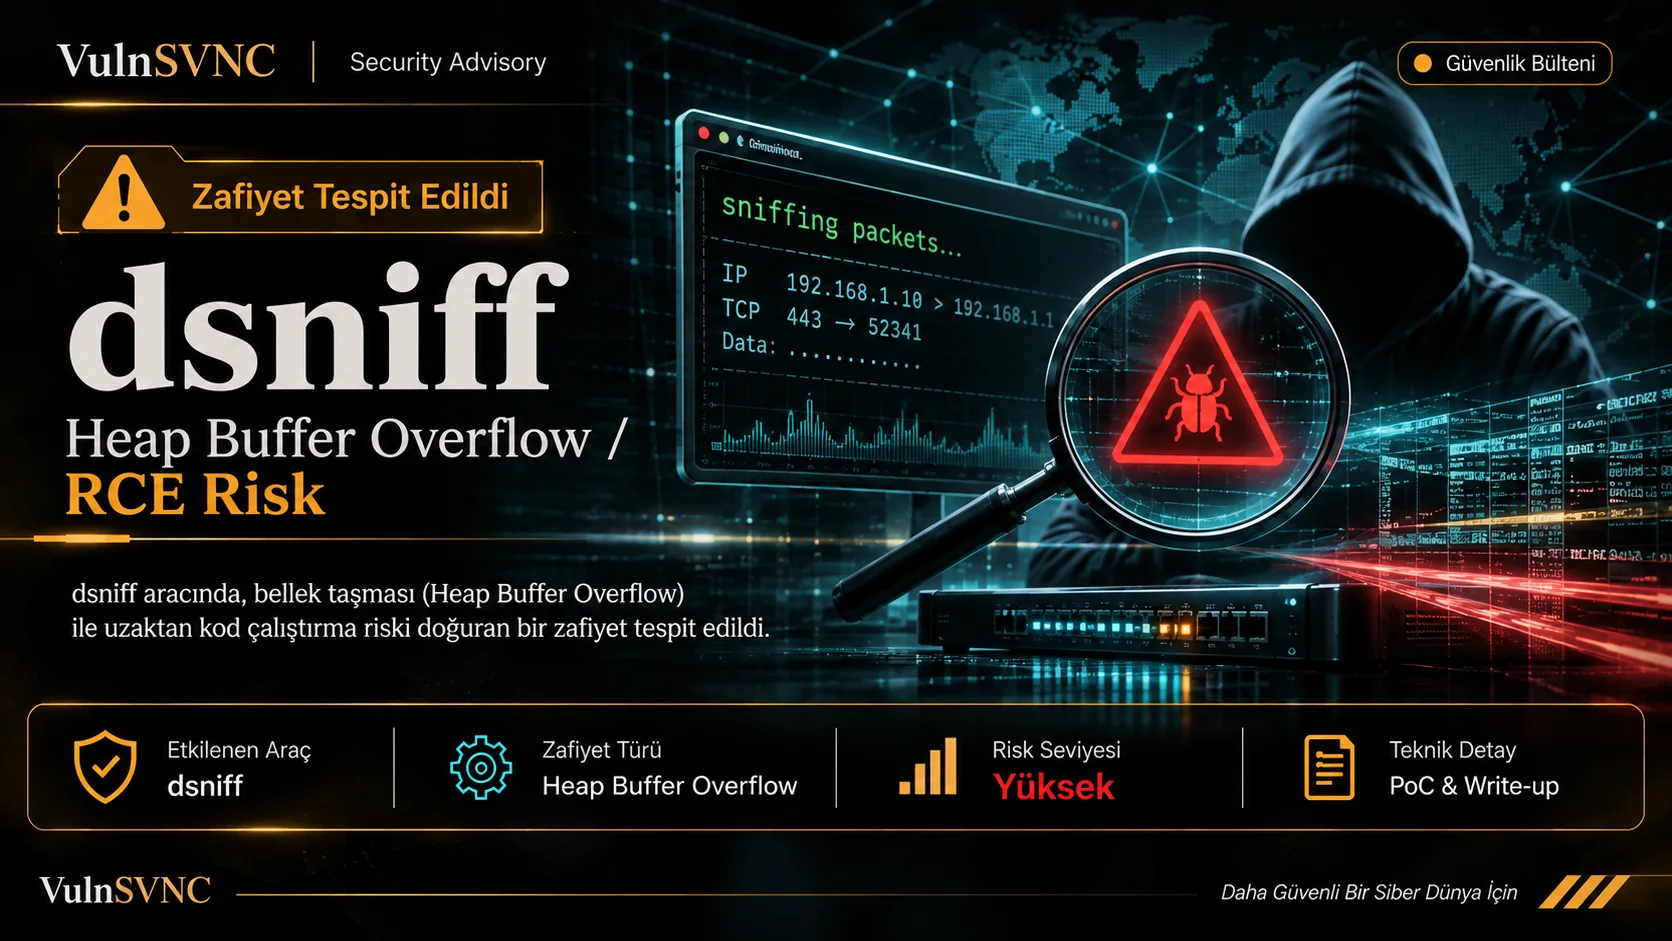 VulnSVNC
Security Advisory
Güvenlik Bülteni
Zafiyet Tespit Edildi
dsniff
Heap Buffer Overflow /
RCE Risk
dsniff aracında, bellek taşması (Heap Buffer Overflow)
ile uzaktan kod çalıştırma riski doğuran bir zafiyet tespit edildi.
sniffing packets...
IP 192.168.1.10 > 192.168.1.1
TCP 443 → 52341
Data: ............
Etkilenen Araç
dsniff
Zafiyet Türü
Heap Buffer Overflow
Risk Seviyesi
Yüksek
Teknik Detay
PoC & Write-up
VulnSVNC
Daha Güvenli Bir Siber Dünya İçin